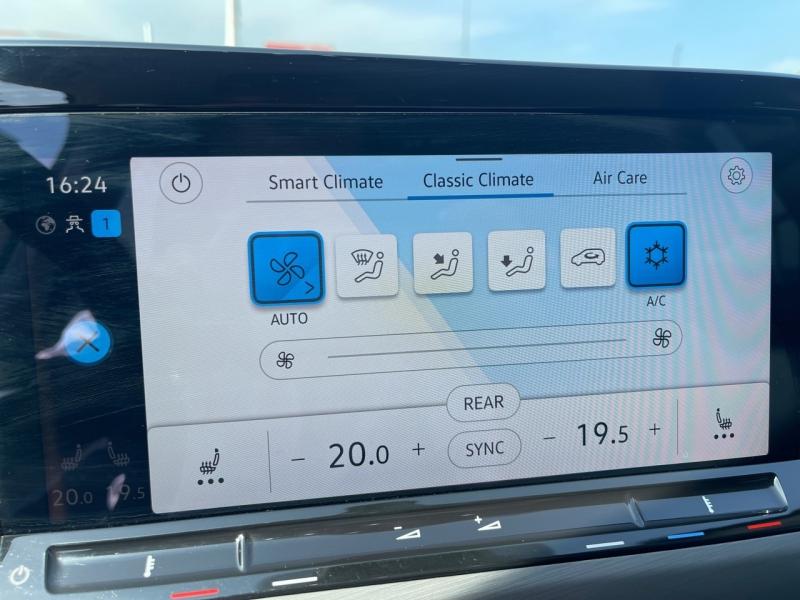 16:24
Smart Climate
Classic Climate
Air Care
1
AUTO
A/C
REAR
- 20.0 +
SYNC
- 19.5 +
20.0
9.5
- +